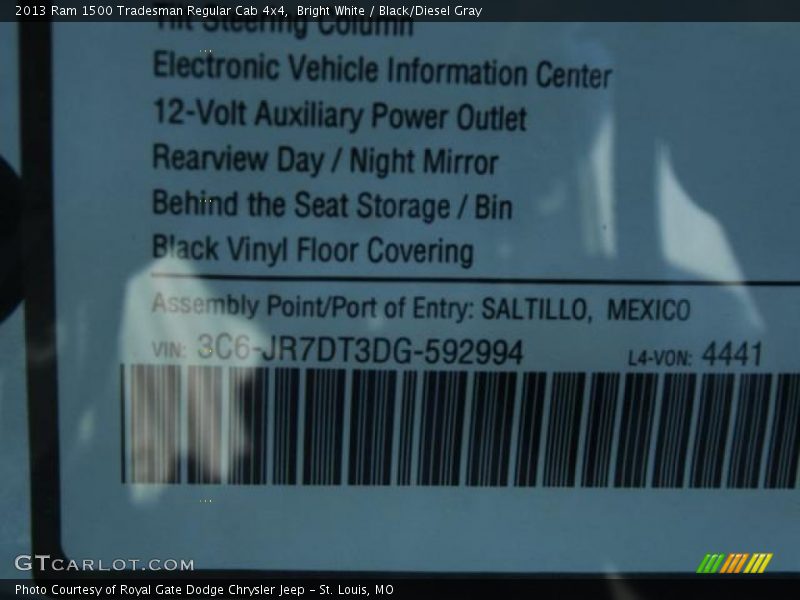 2013 Ram 1500 Tradesman Regular Cab 4x4, Bright White / Black/Diesel Gray
Tilt Steering Column
Electronic Vehicle Information Center
12-Volt Auxiliary Power Outlet
Rearview Day / Night Mirror
Behind the Seat Storage / Bin
Black Vinyl Floor Covering
Assembly Point/Port of Entry: SALTILLO, MEXICO
VIN: 3C6-JR7DT3DG-592994 L4-VON: 4441
GTCARLOT.COM
Photo Courtesy of Royal Gate Dodge Chrysler Jeep - St. Louis, MO